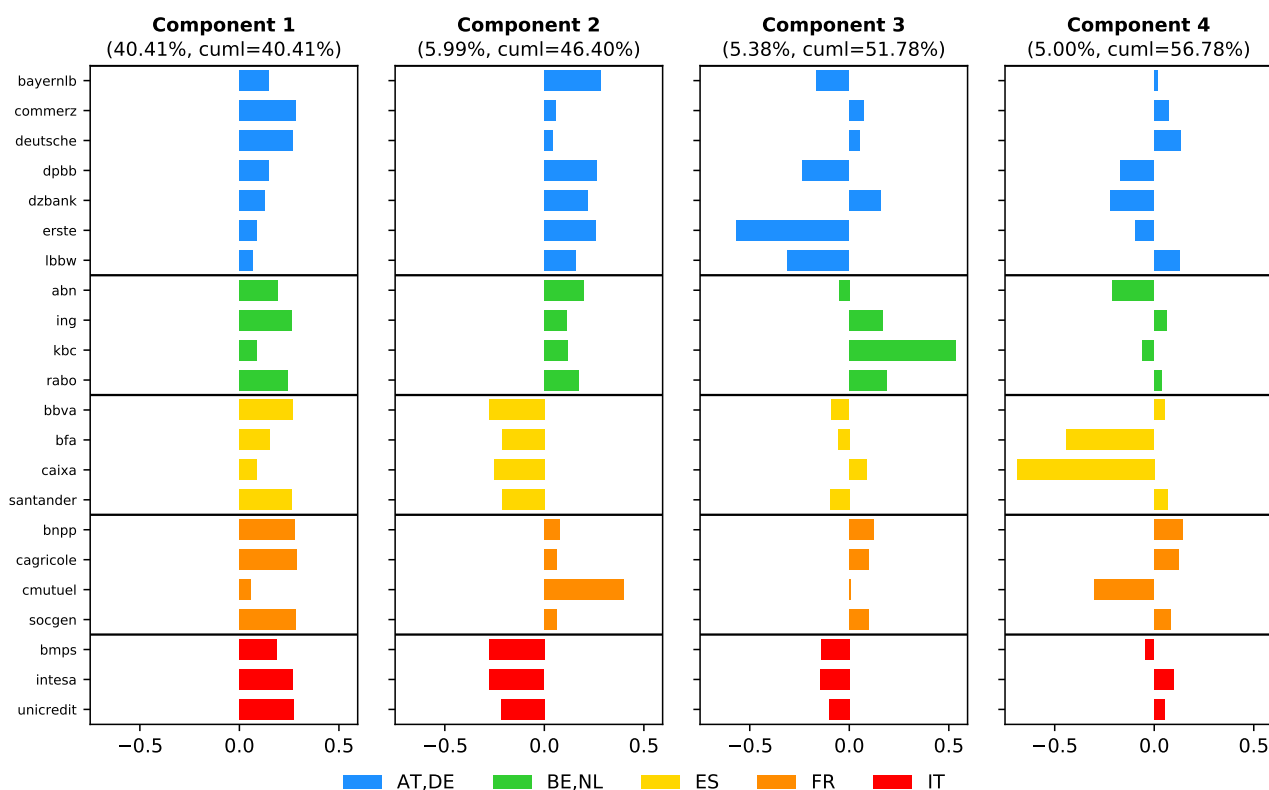 Component 1
(40.41%, cuml=40.41%)
Component 2
(5.99%, cuml=46.40%)
Component 3
(5.38%, cuml=51.78%)
Component 4
(5.00%, cuml=56.78%)
bayernlb
commerz
deutsche
dpbb
dzbank
erste
lbbw
abn
ing
kbc
rabo
bbva
bfa
caixa
santander
bnpp
cagricole
cmutuel
socgen
bmps
intesa
unicredit
−0.5 0.0 0.5
−0.5 0.0 0.5
−0.5 0.0 0.5
−0.5 0.0 0.5
AT,DE BE,NL ES FR IT